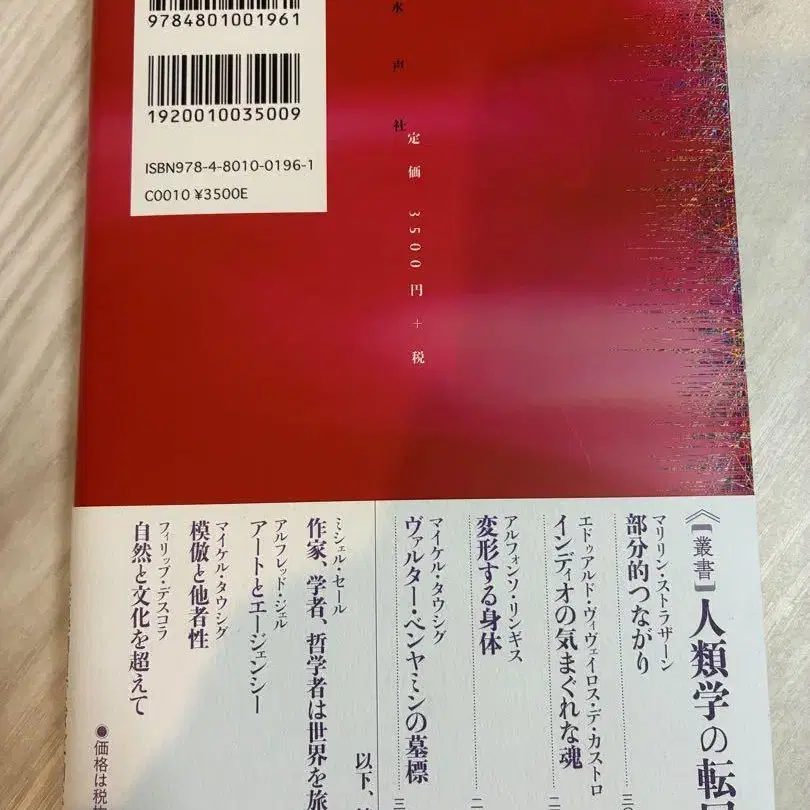 9784801001961
1920010035009
ISBN978-4-8010-0196-1
C0010 ¥3500E
水声社
定価 3500円+税
《【叢書】人類学の転
マリリン・ストラザーン
部分的つながり
三〇
エドゥアルド・ヴィヴェイロス・デ・カストロ
インディオの気まぐれな魂
二
アルフォンソ・リンギス
変形する身体
二
マイケル・タウシグ
ヴァルター・ベンヤミンの墓標
三
以下、
ミシェル・セール
作家、学者、哲学者は世界を旅
アルフレッド・ジェル
アートとエージェンシー
マイケル・タウシグ
模倣と他者性
フィリップ・デスコラ
自然と文化を超えて
●価格は税抜